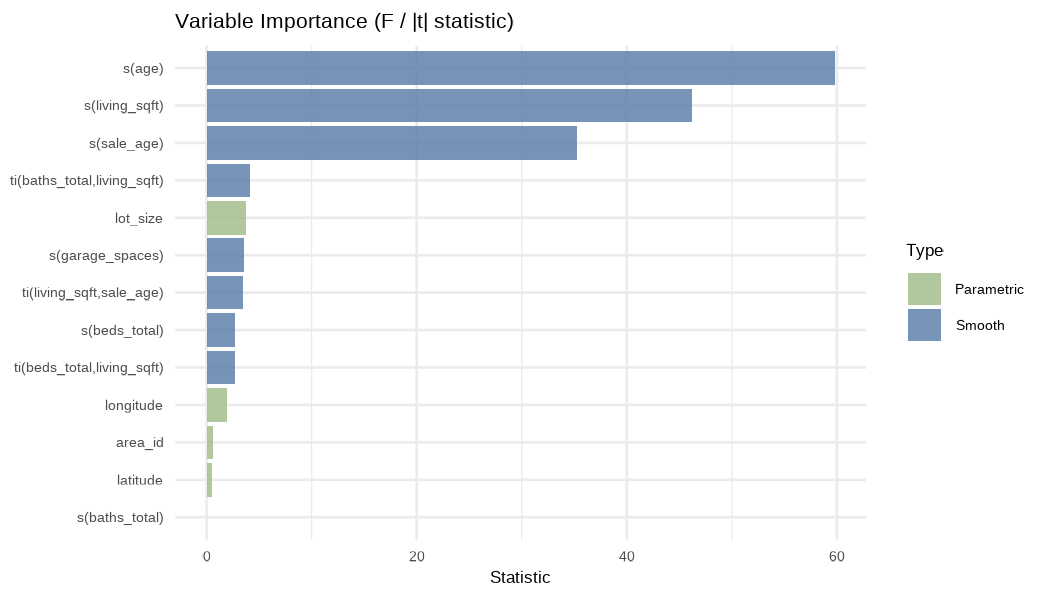 Variable Importance (F / |t| statistic)
s(age)
s(living_sqft)
s(sale_age)
ti(baths_total,living_sqft)
lot_size
s(garage_spaces)
ti(living_sqft,sale_age)
s(beds_total)
ti(beds_total,living_sqft)
longitude
area_id
latitude
s(baths_total)
0 20 40 60
Statistic
Type
Parametric
Smooth